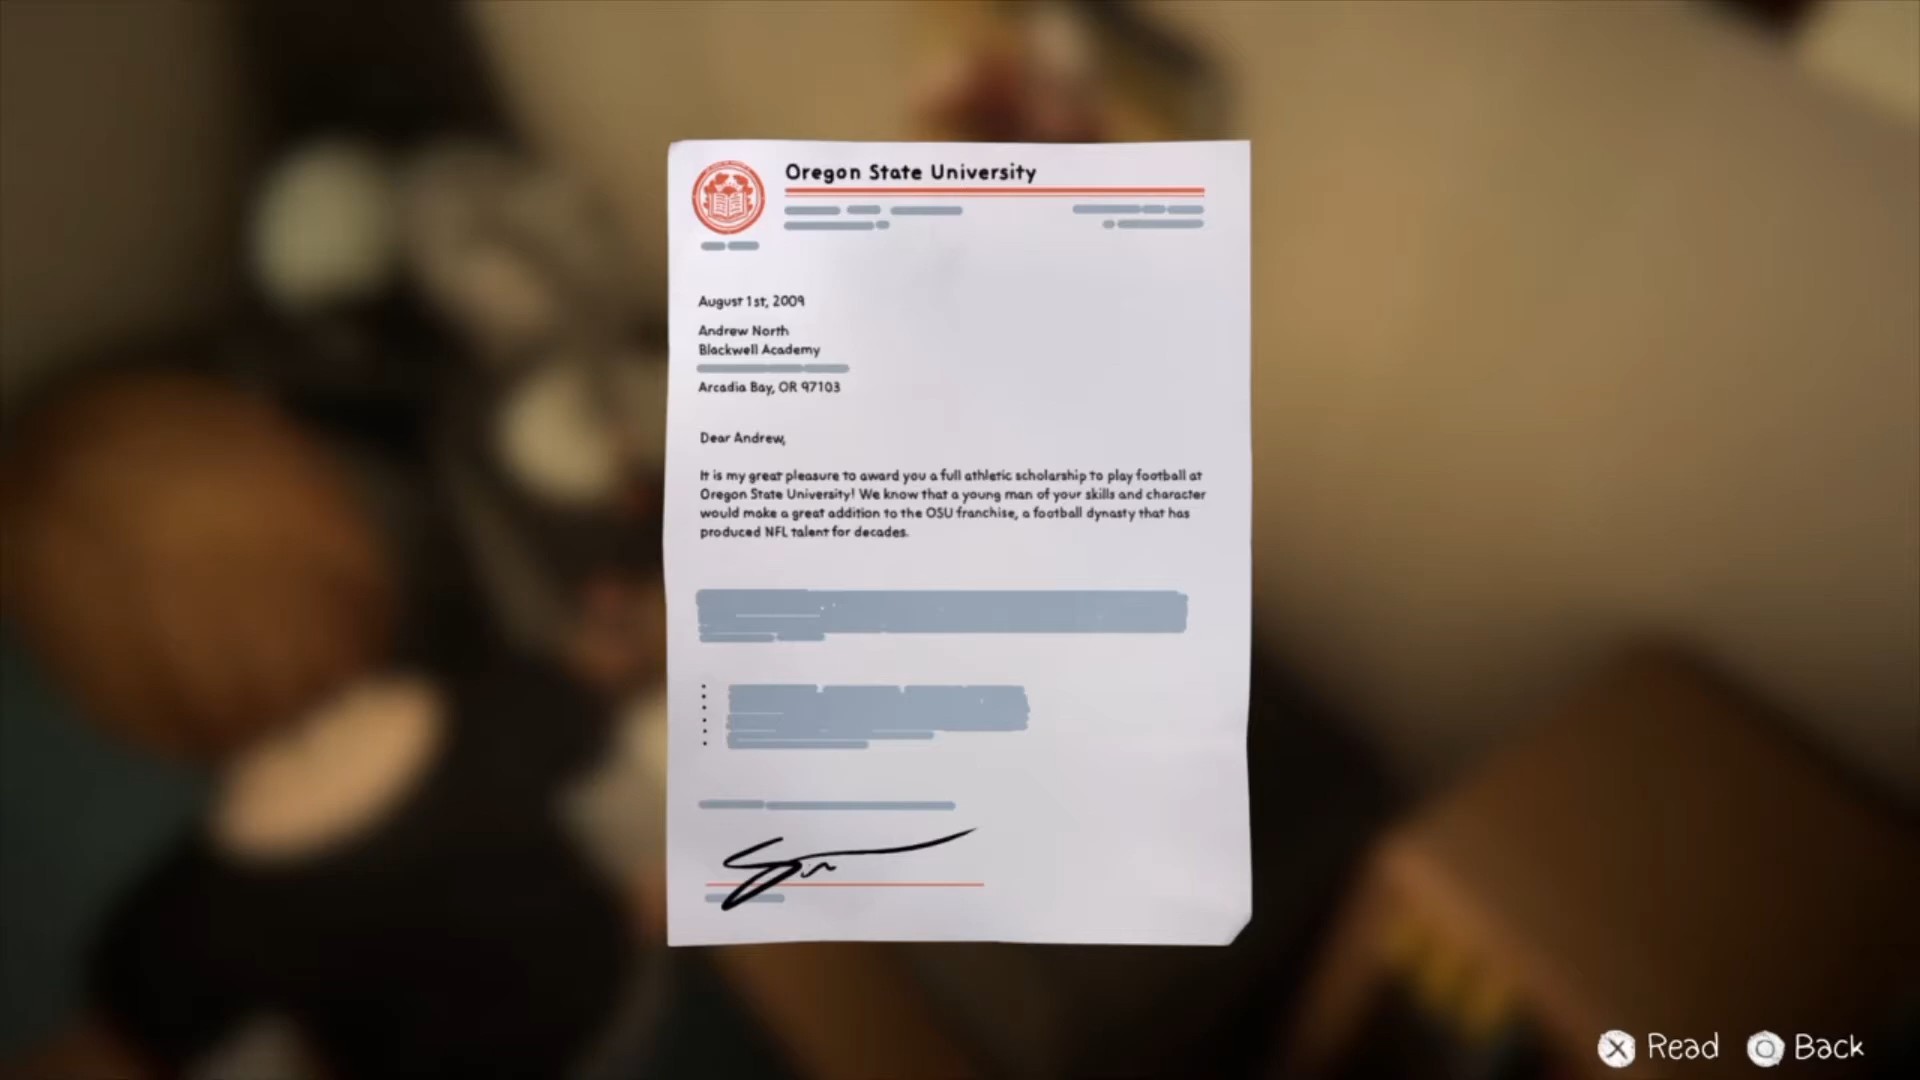 Oregon State University
August 1st, 2009
Andrew North
Blackwell Academy
Arcadia Bay, OR 97103
Dear Andrew,
It is my great pleasure to award you a full athletic scholarship to play football at
Oregon State University! We know that a young man of your skills and character
would make a great addition to the OSU franchise, a football dynasty that has
produced NFL talent for decades.
Read Back